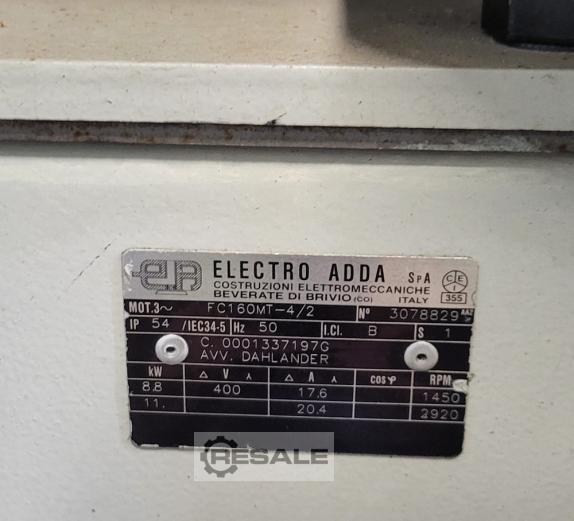 ELECTRO ADDA SpA
COSTRUZIONI ELETTROMECCANICHE
BEVERATE DI BRIVIO (CO) ITALY
CEI
355
MOT.3~ FC160MT-4/2 Nº 3078829
IP 54 /IEC34-5 Hz 50 I.Cl. B S 1
C. 0001337197G
AVV. DAHLANDER
kW Δ V ⅄ Δ A ⅄ COSφ RPM
8.8 400 17.6 1450
11. 20.4 2920
RESALE